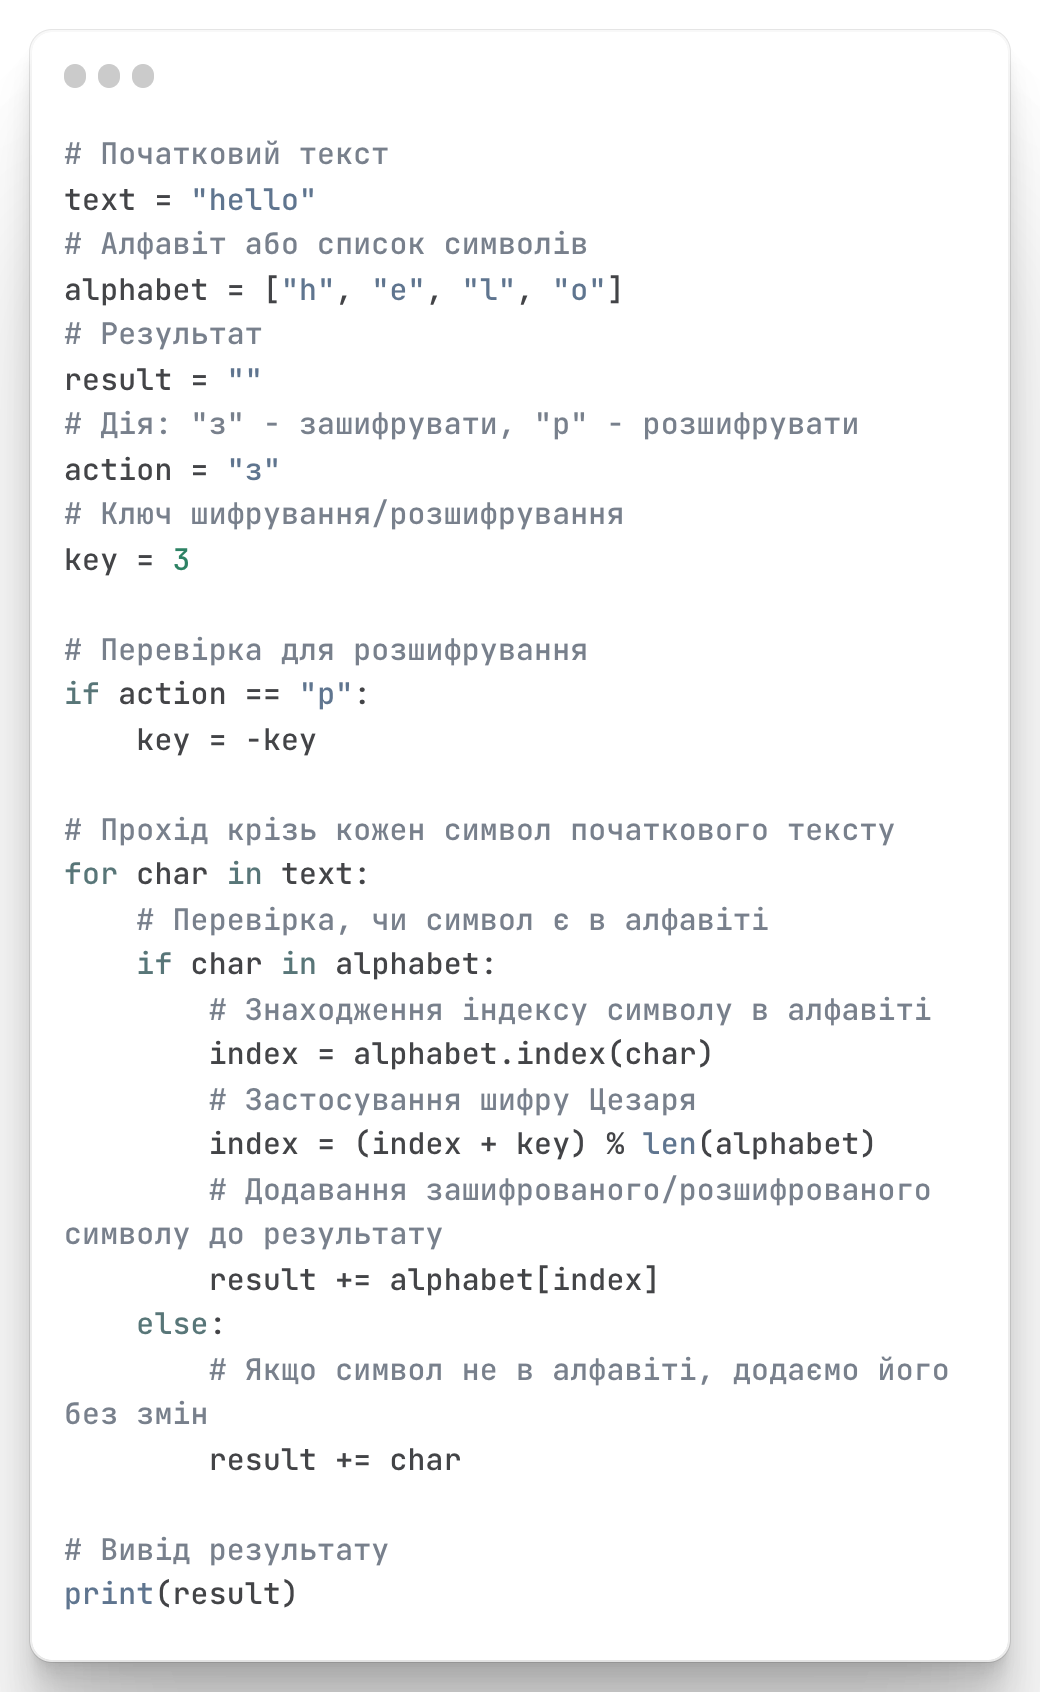 # Початковий текст
text = "hello"
# Алфавіт або список символів
alphabet = ["h", "e", "l", "o"]
# Результат
result = ""
# Дія: "з" - зашифрувати, "р" - розшифрувати
action = "з"
# Ключ шифрування/розшифрування
key = 3

# Перевірка для розшифрування
if action == "р":
    key = -key

# Прохід крізь кожен символ початкового тексту
for char in text:
    # Перевірка, чи символ є в алфавіті
    if char in alphabet:
        # Знаходження індексу символу в алфавіті
        index = alphabet.index(char)
        # Застосування шифру Цезаря
        index = (index + key) % len(alphabet)
        # Додавання зашифрованого/розшифрованого
символу до результату
        result += alphabet[index]
    else:
        # Якщо символ не в алфавіті, додаємо його
без змін
        result += char

# Вивід результату
print(result)